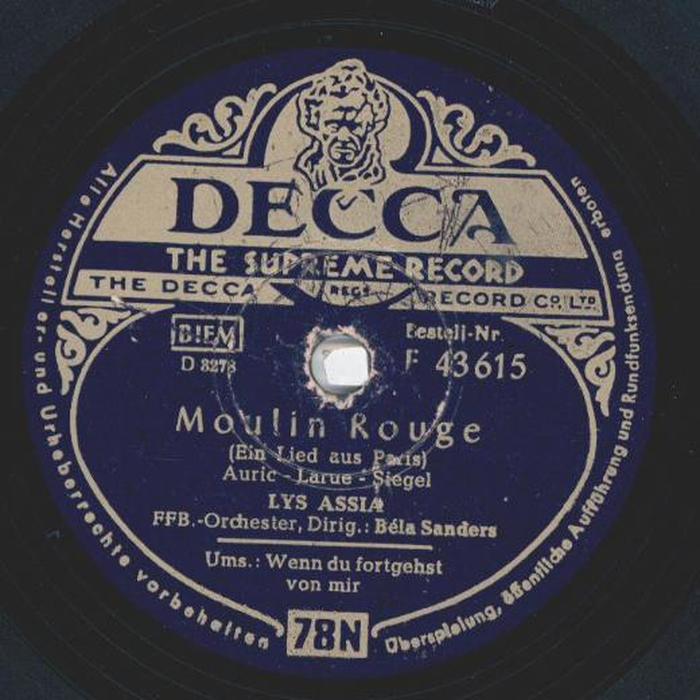 DECCA
THE SUPREME RECORD
THE DECCA REGD. RECORD CO. LTD.
BIEM
D 3278
Bestell-Nr.
F 43615
Moulin Rouge
(Ein Lied aus Paris)
Auric - Larue - Siegel
LYS ASSIA
FFB.-Orchester, Dirig.: Béla Sanders
Ums.: Wenn du fortgehst
von mir
78N
Alle Hersteller- und Urheberrechte vorbehalten
Überspielung, öffentliche Aufführung und Rundfunksendung verboten